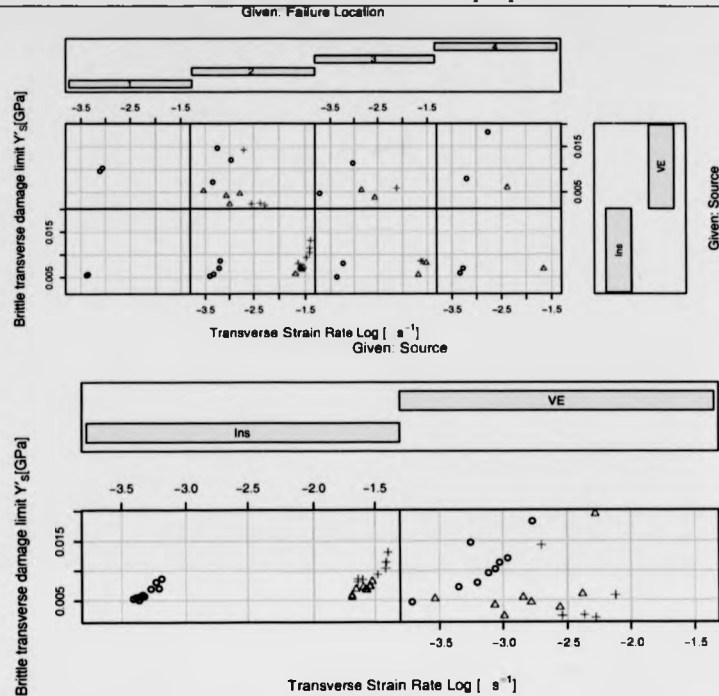 Given: Failure Location
4
3
2
1
−3.5 −2.5 −1.5 −3.5 −2.5 −1.5
Brittle transverse damage limit Y's[GPa]
0.005 0.015
0.005 0.015
VE
Ins
Given: Source
−3.5 −2.5 −1.5 −3.5 −2.5 −1.5
Transverse Strain Rate Log [ s−1]
Given: Source
VE
Ins
−3.5 −3.0 −2.5 −2.0 −1.5
Brittle transverse damage limit Y's[GPa]
0.005 0.015
−3.5 −3.0 −2.5 −2.0 −1.5
Transverse Strain Rate Log [ s−1]